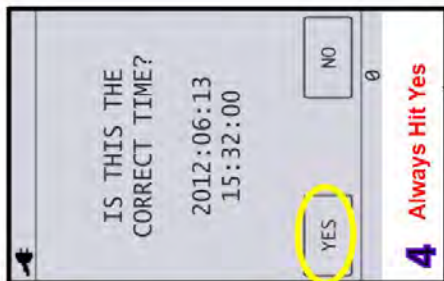 IS THIS THE
CORRECT TIME?
2012:06:13
15:32:00
YES
NO
0
4 Always Hit Yes